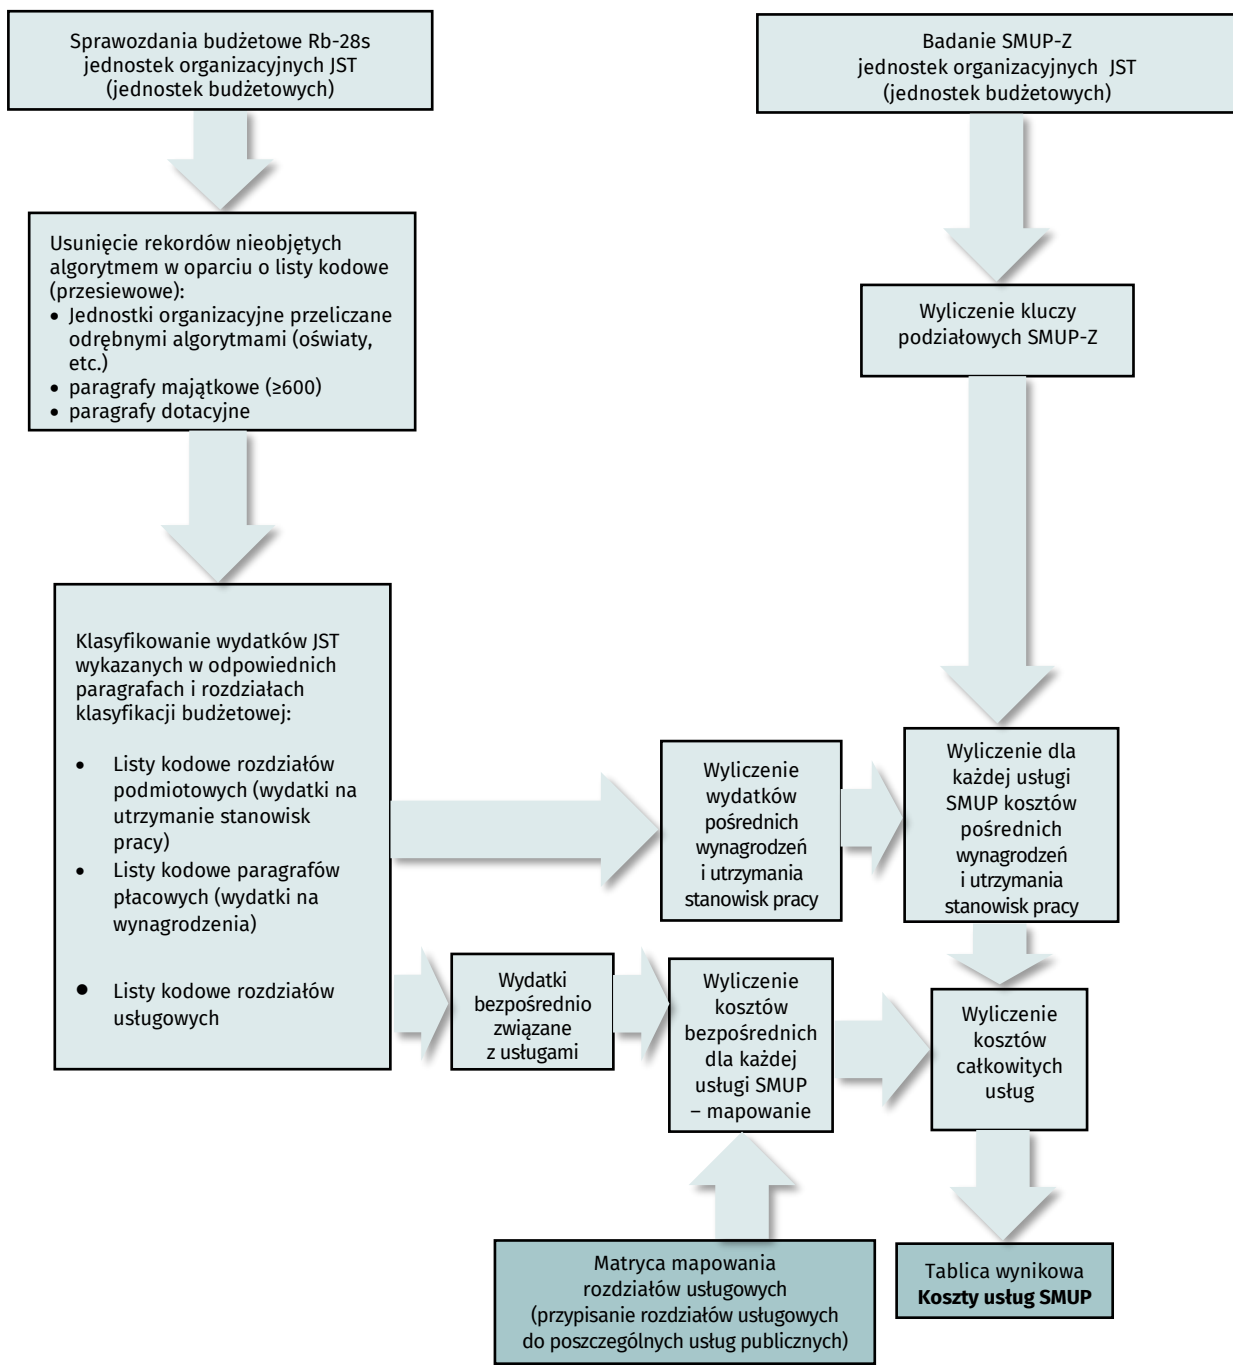 Sprawozdania budżetowe Rb-28s
jednostek organizacyjnych JST
(jednostek budżetowych)
Badanie SMUP-Z
jednostek organizacyjnych JST
(jednostek budżetowych)
Usunięcie rekordów nieobjętych
algorytmem w oparciu o listy kodowe
(przesiewowe):
• Jednostki organizacyjne przeliczane
odrębnymi algorytmami (oświaty,
etc.)
• paragrafy majątkowe (≥600)
• paragrafy dotacyjne
Wyliczenie kluczy
podziałowych SMUP-Z
Klasyfikowanie wydatków JST
wykazanych w odpowiednich
paragrafach i rozdziałach
klasyfikacji budżetowej:
• Listy kodowe rozdziałów
podmiotowych (wydatki na
utrzymanie stanowisk
pracy)
• Listy kodowe paragrafów
płacowych (wydatki na
wynagrodzenia)
• Listy kodowe rozdziałów
usługowych
Wyliczenie
wydatków
pośrednich
wynagrodzeń
i utrzymania
stanowisk pracy
Wyliczenie dla
każdej usługi
SMUP kosztów
pośrednich
wynagrodzeń
i utrzymania
stanowisk pracy
Wydatki
bezpośrednio
związane
z usługami
Wyliczenie
kosztów
bezpośrednich
dla każdej
usługi SMUP
– mapowanie
Wyliczenie
kosztów
całkowitych
usług
Matryca mapowania
rozdziałów usługowych
(przypisanie rozdziałów usługowych
do poszczególnych usług publicznych)
Tablica wynikowa
Koszty usług SMUP